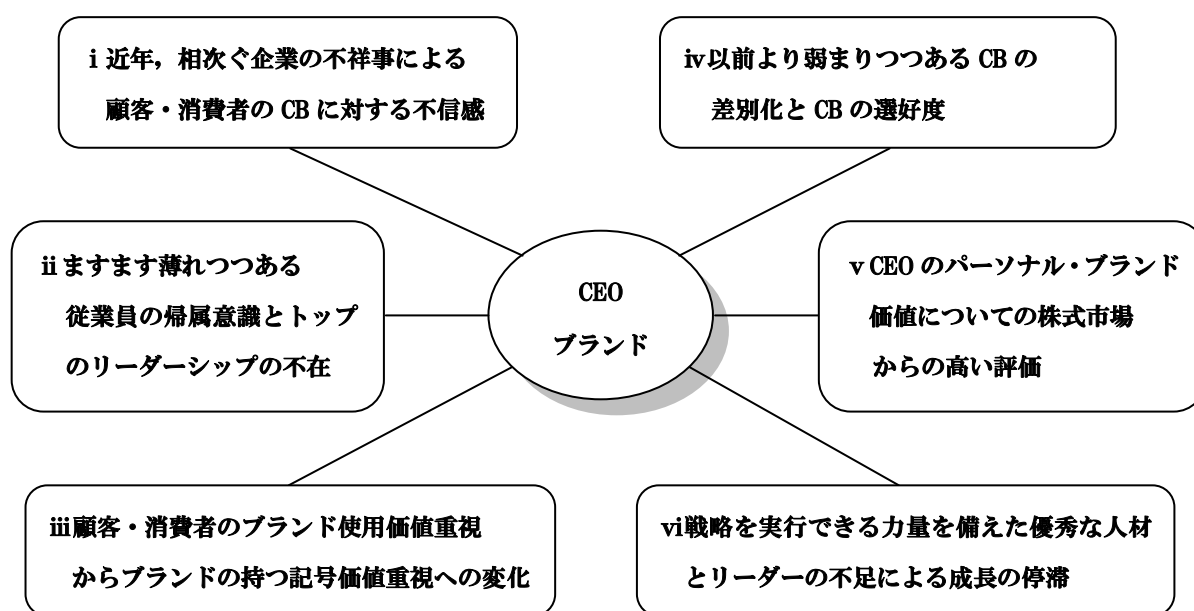 ⅰ近年，相次ぐ企業の不祥事による
顧客・消費者の CB に対する不信感
ⅳ以前より弱まりつつある CB の
差別化と CB の選好度
ⅱますます薄れつつある
従業員の帰属意識とトップ
のリーダーシップの不在
CEO
ブランド
ⅴCEO のパーソナル・ブランド
価値についての株式市場
からの高い評価
ⅲ顧客・消費者のブランド使用価値重視
からブランドの持つ記号価値重視への変化
ⅵ戦略を実行できる力量を備えた優秀な人材
とリーダーの不足による成長の停滞